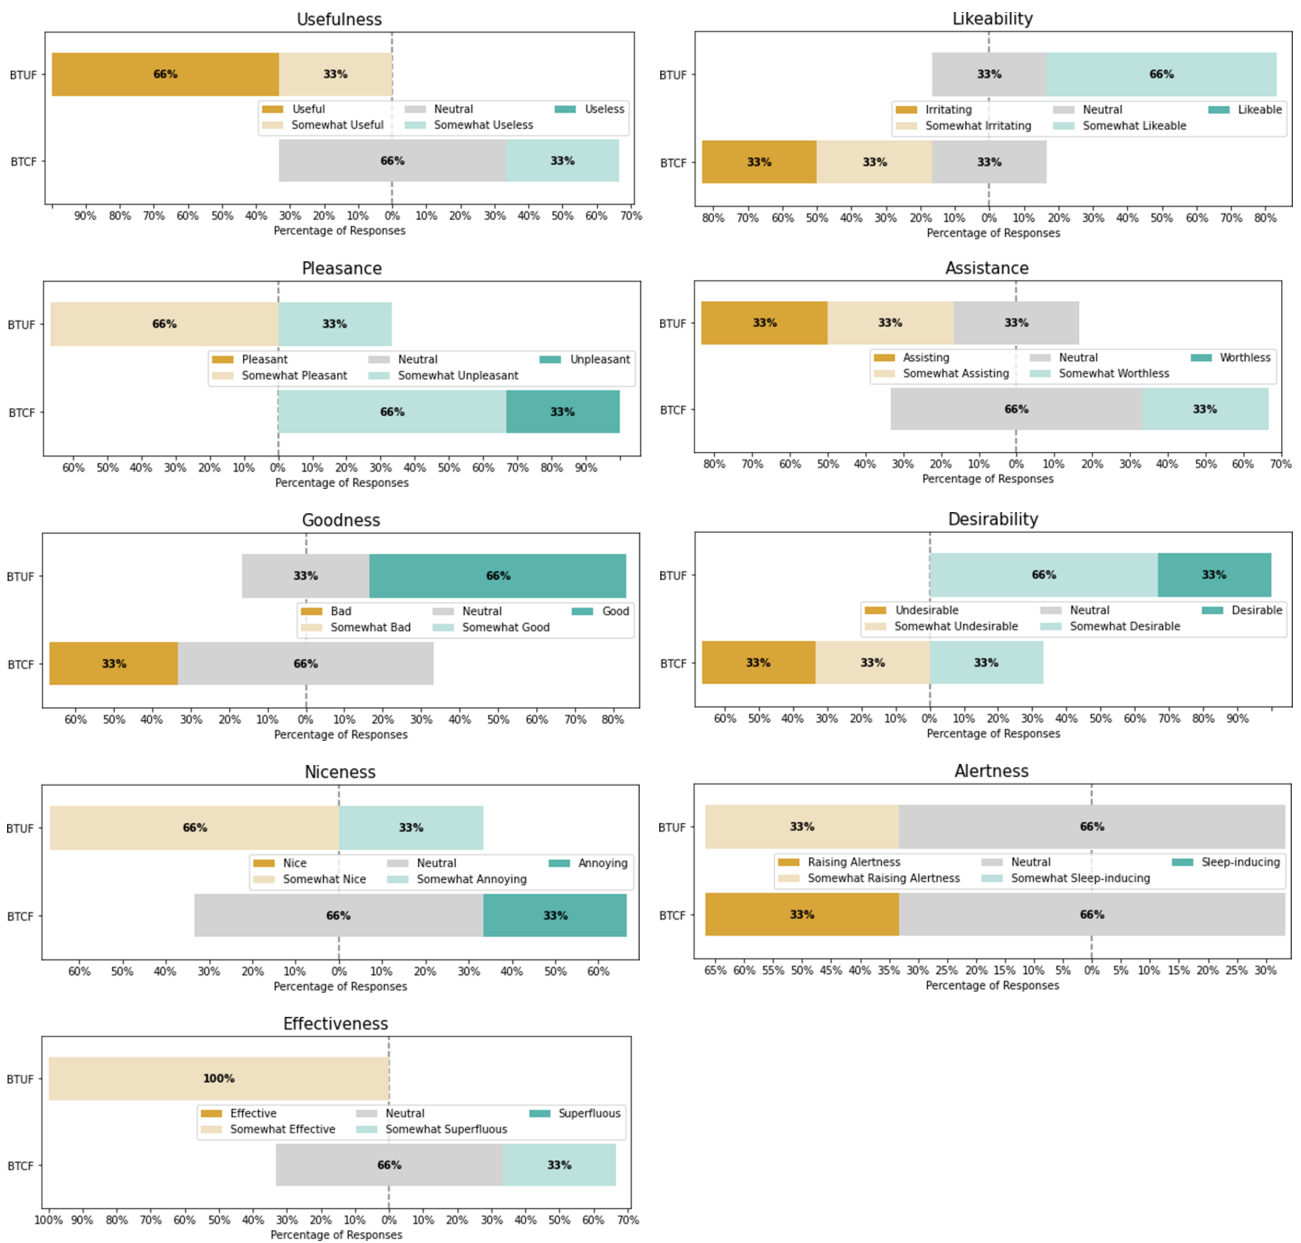 Usefulness
BTUF
66%
33%
Useful
Neutral
Useless
Somewhat Useful
Somewhat Useless
BTCF
66%
33%
90% 80% 70% 60% 50% 40% 30% 20% 10% 0% 10% 20% 30% 40% 50% 60% 70%
Percentage of Responses
Likeability
BTUF
33%
66%
Irritating
Neutral
Likeable
Somewhat Irritating
Somewhat Likeable
BTCF
33%
33%
33%
80% 70% 60% 50% 40% 30% 20% 10% 0% 10% 20% 30% 40% 50% 60% 70% 80%
Percentage of Responses
Pleasance
BTUF
66%
33%
Pleasant
Neutral
Unpleasant
Somewhat Pleasant
Somewhat Unpleasant
BTCF
66%
33%
60% 50% 40% 30% 20% 10% 0% 10% 20% 30% 40% 50% 60% 70% 80% 90%
Percentage of Responses
Assistance
BTUF
33%
33%
33%
Assisting
Neutral
Worthless
Somewhat Assisting
Somewhat Worthless
BTCF
66%
33%
80% 70% 60% 50% 40% 30% 20% 10% 0% 10% 20% 30% 40% 50% 60% 70%
Percentage of Responses
Goodness
BTUF
33%
66%
Bad
Neutral
Good
Somewhat Bad
Somewhat Good
BTCF
33%
66%
60% 50% 40% 30% 20% 10% 0% 10% 20% 30% 40% 50% 60% 70% 80%
Percentage of Responses
Desirability
BTUF
66%
33%
Undesirable
Neutral
Desirable
Somewhat Undesirable
Somewhat Desirable
BTCF
33%
33%
33%
60% 50% 40% 30% 20% 10% 0% 10% 20% 30% 40% 50% 60% 70% 80% 90%
Percentage of Responses
Niceness
BTUF
66%
33%
Nice
Neutral
Annoying
Somewhat Nice
Somewhat Annoying
BTCF
66%
33%
60% 50% 40% 30% 20% 10% 0% 10% 20% 30% 40% 50% 60%
Percentage of Responses
Alertness
BTUF
33%
66%
Raising Alertness
Neutral
Sleep-inducing
Somewhat Raising Alertness
Somewhat Sleep-inducing
BTCF
33%
66%
65% 60% 55% 50% 45% 40% 35% 30% 25% 20% 15% 10% 5% 0% 5% 10% 15% 20% 25% 30%
Percentage of Responses
Effectiveness
BTUF
100%
Effective
Neutral
Superfluous
Somewhat Effective
Somewhat Superfluous
BTCF
66%
33%
100% 90% 80% 70% 60% 50% 40% 30% 20% 10% 0% 10% 20% 30% 40% 50% 60% 70%
Percentage of Responses